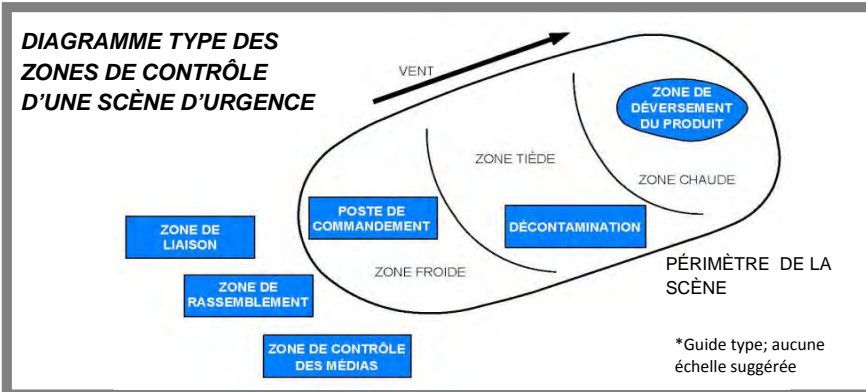 DIAGRAMME TYPE DES
ZONES DE CONTRÔLE
D'UNE SCÈNE D'URGENCE
VENT
ZONE DE
DÉVERSEMENT
DU PRODUIT
ZONE TIÈDE
ZONE CHAUDE
POSTE DE
COMMANDEMENT
DÉCONTAMINATION
ZONE DE
LIAISON
ZONE FROIDE
PÉRIMÈTRE DE LA
SCÈNE
ZONE DE
RASSEMBLEMENT
ZONE DE CONTRÔLE
DES MÉDIAS
*Guide type; aucune
échelle suggérée